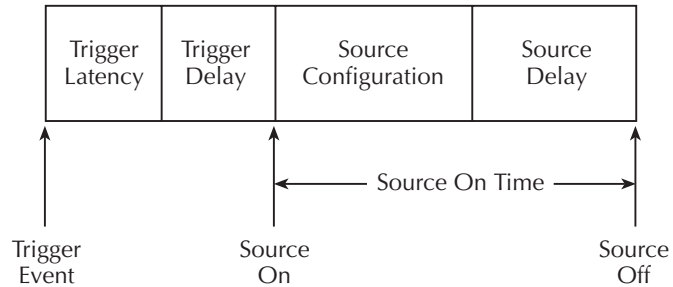 Trigger
Latency
Trigger
Delay
Source
Configuration
Source
Delay
Source On Time
Trigger
Event
Source
On
Source
Off